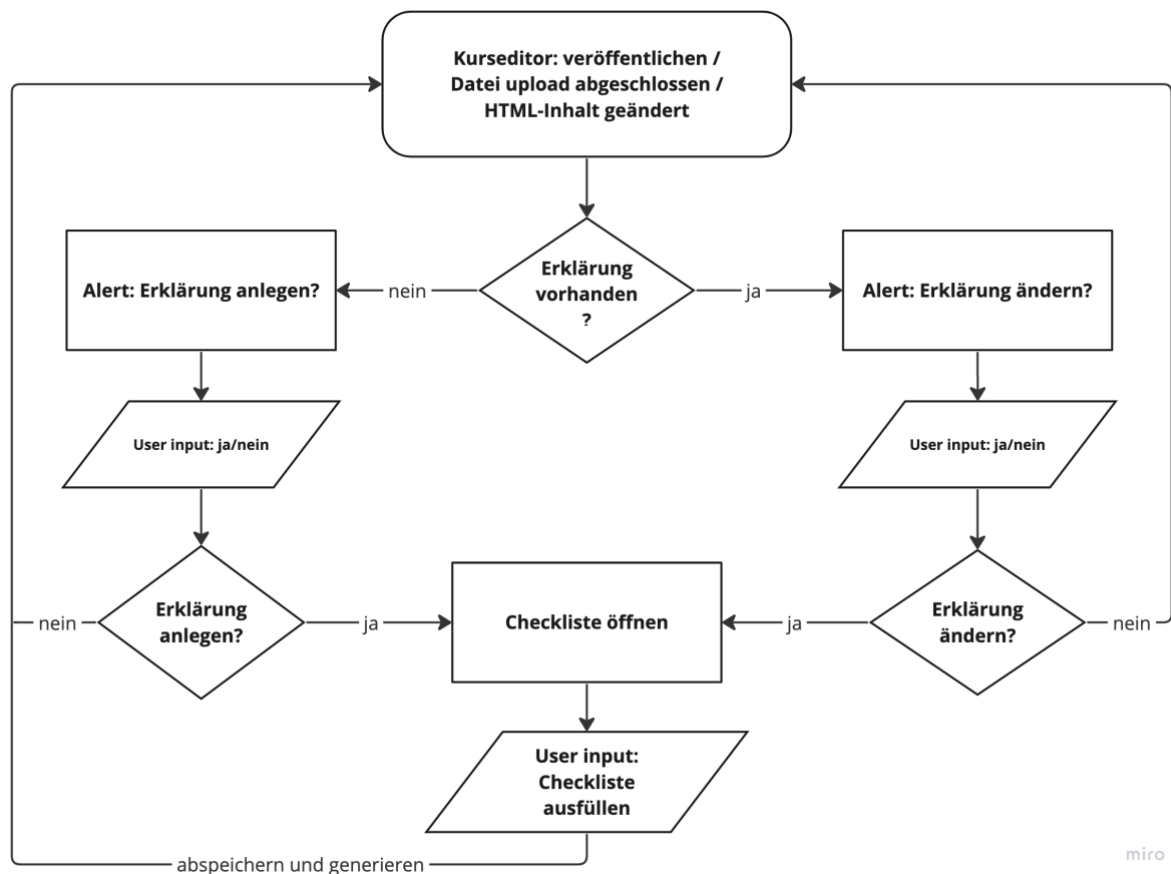 Kurseditor: veröffentlichen /
Datei upload abgeschlossen /
HTML-Inhalt geändert
Erklärung
vorhanden
?
nein
ja
Alert: Erklärung anlegen?
Alert: Erklärung ändern?
User input: ja/nein
User input: ja/nein
Erklärung
anlegen?
nein
ja
Checkliste öffnen
ja
Erklärung
ändern?
nein
User input:
Checkliste
ausfüllen
abspeichern und generieren
miro